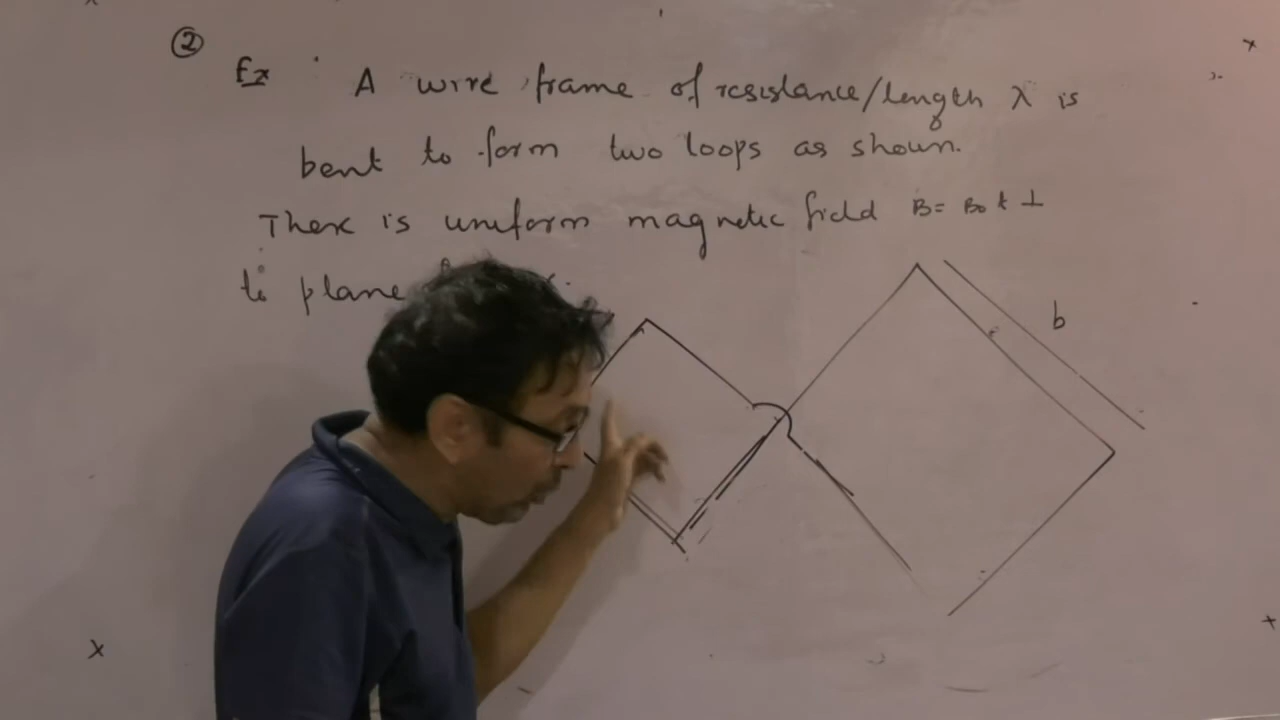 ②
Ex A wire frame of resistance/length λ is
bent to form two loops as shown.
There is uniform magnetic field B = B₀ t ⊥
to plane
b